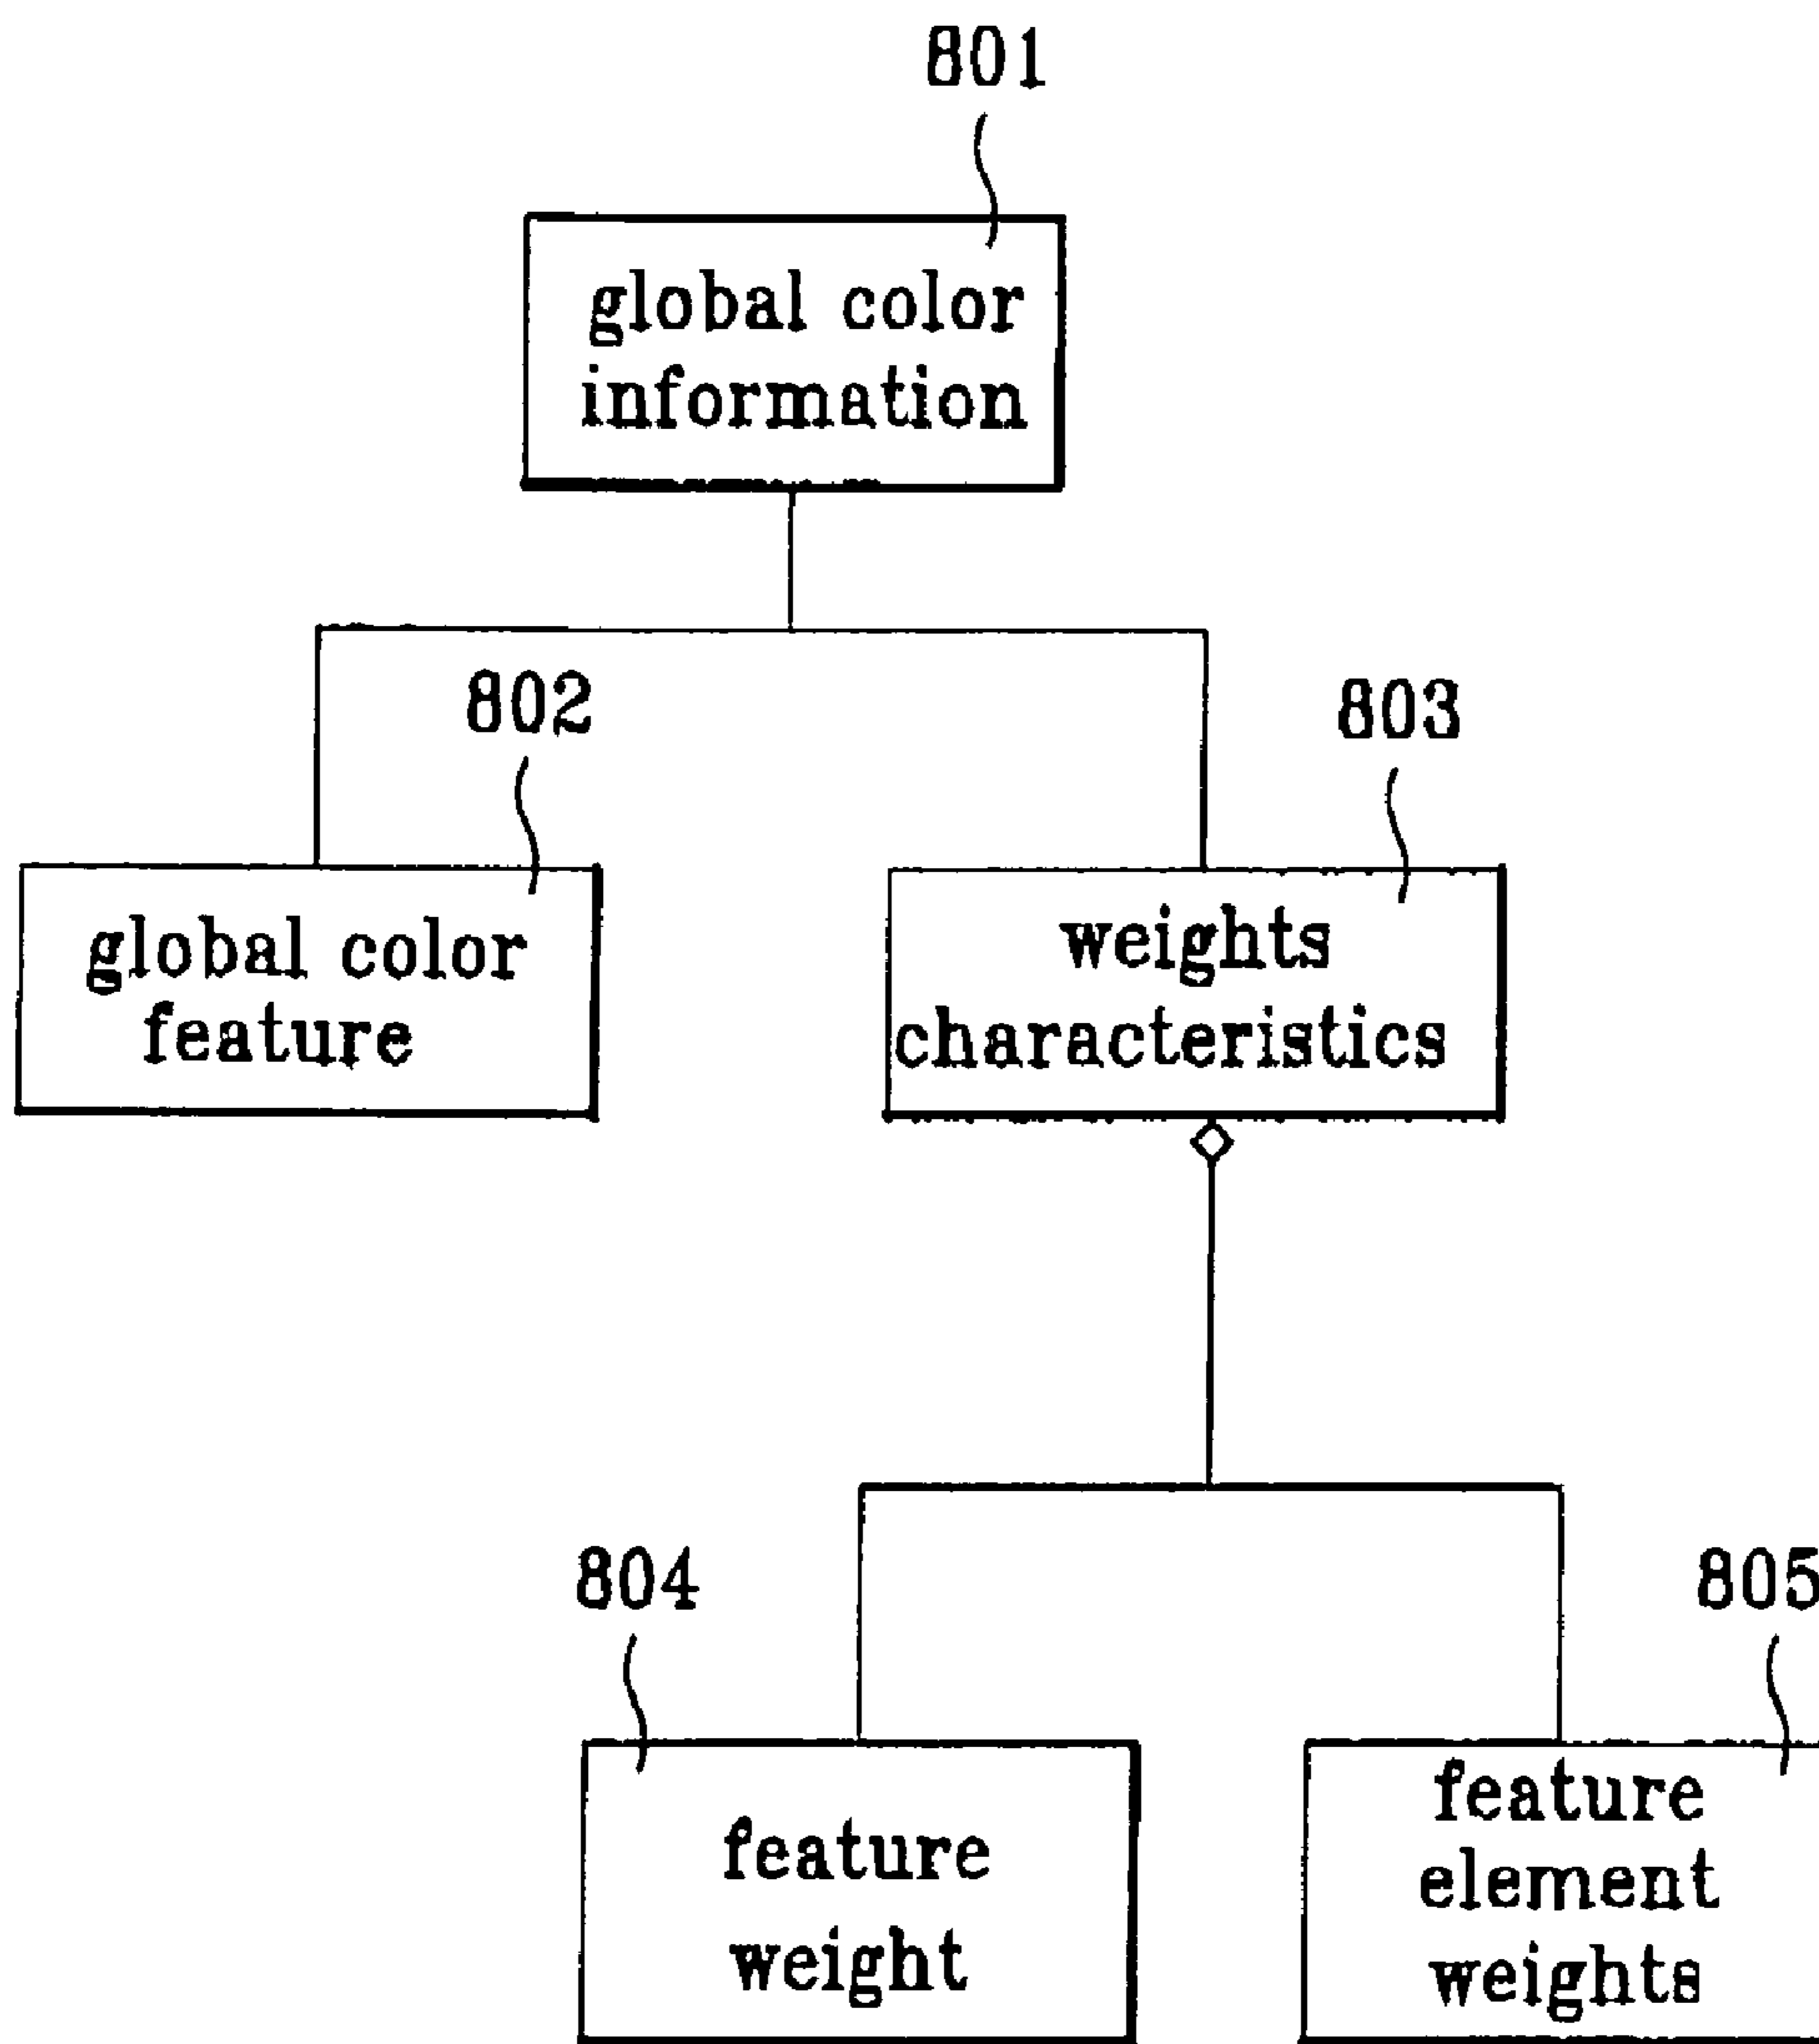 801
global color
information
802
803
global color
feature
weights
characteristics
804
805
feature
weight
feature
element
weights